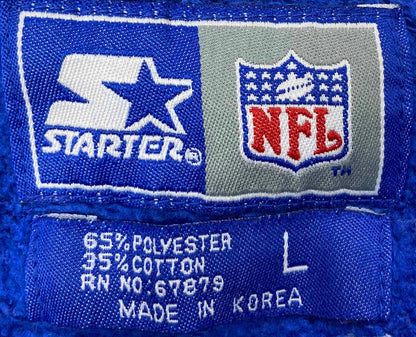 STARTER®
NFL
TM
65% POLYESTER
35% COTTON
L
RN NO. 67879
MADE IN KOREA